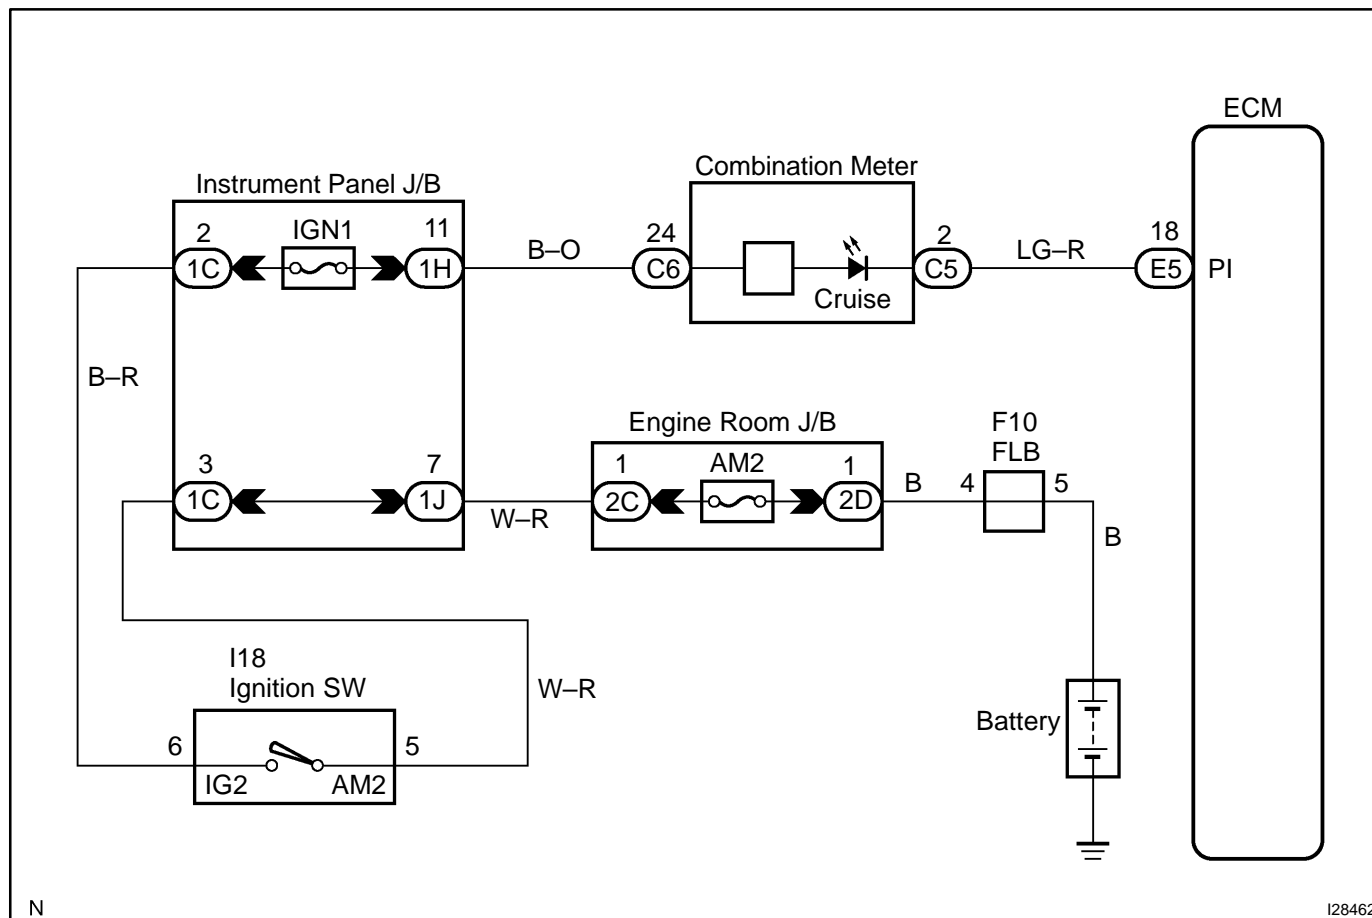 ECM
Combination Meter
Instrument Panel J/B
2
IGN1
11
24
2
18
1C
1H
B–O
C6
C5
LG–R
E5
PI
Cruise
B–R
Engine Room J/B
F10
FLB
3
7
1
AM2
1
B
4
5
1C
1J
W–R
2C
2D
B
I18
Ignition SW
W–R
Battery
6
5
IG2
AM2
N
I28462